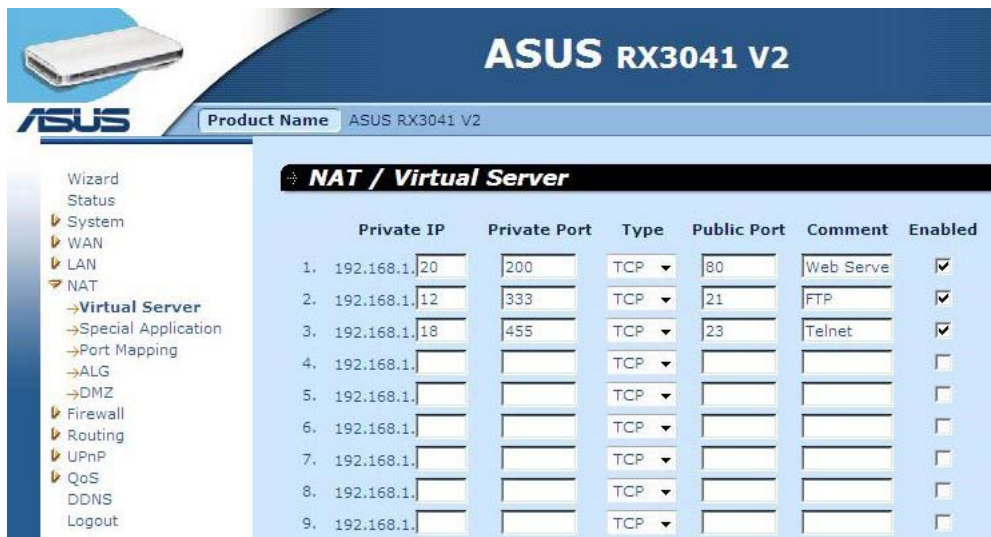 ASUS RX3041 V2
ASUS
Product Name ASUS RX3041 V2
Wizard
Status
System
WAN
LAN
NAT
Virtual Server
Special Application
Port Mapping
ALG
DMZ
Firewall
Routing
UPnP
QoS
DDNS
Logout
NAT / Virtual Server
Private IP Private Port Type Public Port Comment Enabled
1. 192.168.1. 20 200 TCP 80 Web Serve
2. 192.168.1. 12 333 TCP 21 FTP
3. 192.168.1. 18 455 TCP 23 Telnet
4. 192.168.1. TCP
5. 192.168.1. TCP
6. 192.168.1. TCP
7. 192.168.1. TCP
8. 192.168.1. TCP
9. 192.168.1. TCP